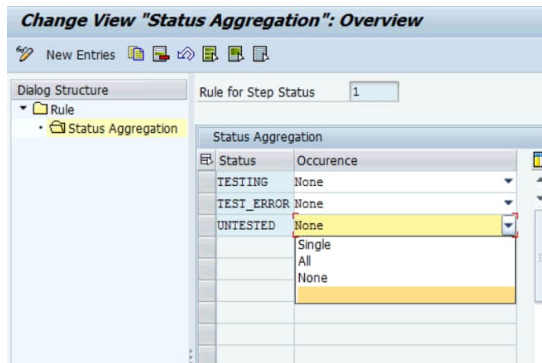 Change View "Status Aggregation": Overview
New Entries
Dialog Structure
Rule
Status Aggregation
Rule for Step Status 1
Status Aggregation
Status Occurence
TESTING None
TEST_ERROR None
UNTESTED None
Single
All
None